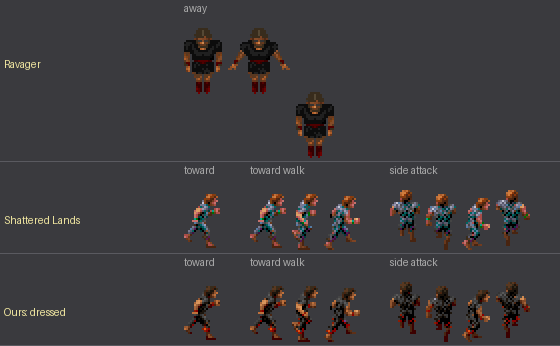 away
Ravager
toward toward walk side attack
Shattered Lands
toward toward walk side attack
Ours: dressed